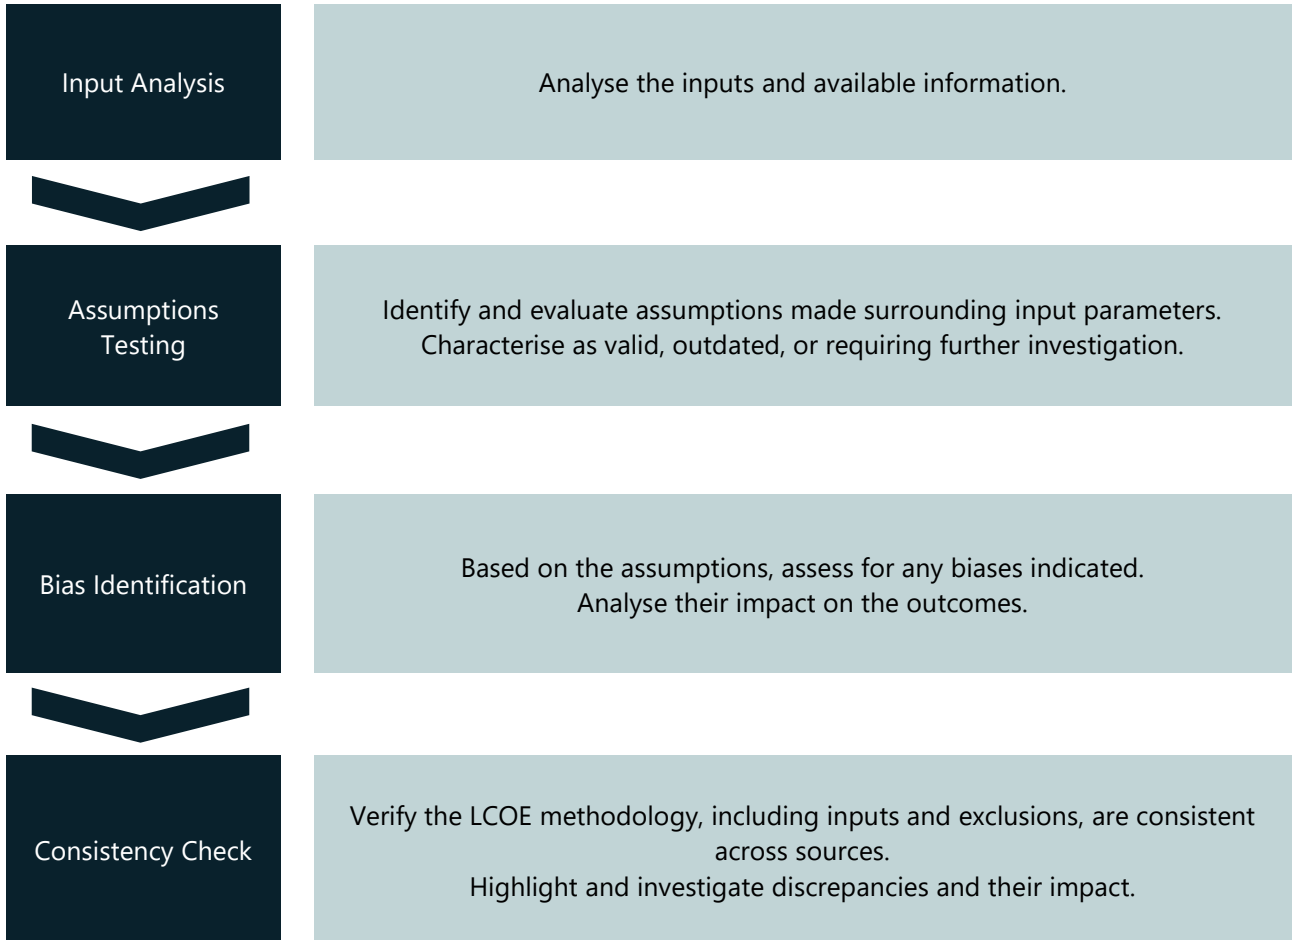 Input Analysis
Analyse the inputs and available information.
Assumptions
Testing
Identify and evaluate assumptions made surrounding input parameters.
Characterise as valid, outdated, or requiring further investigation.
Bias Identification
Based on the assumptions, assess for any biases indicated.
Analyse their impact on the outcomes.
Consistency Check
Verify the LCOE methodology, including inputs and exclusions, are consistent
across sources.
Highlight and investigate discrepancies and their impact.